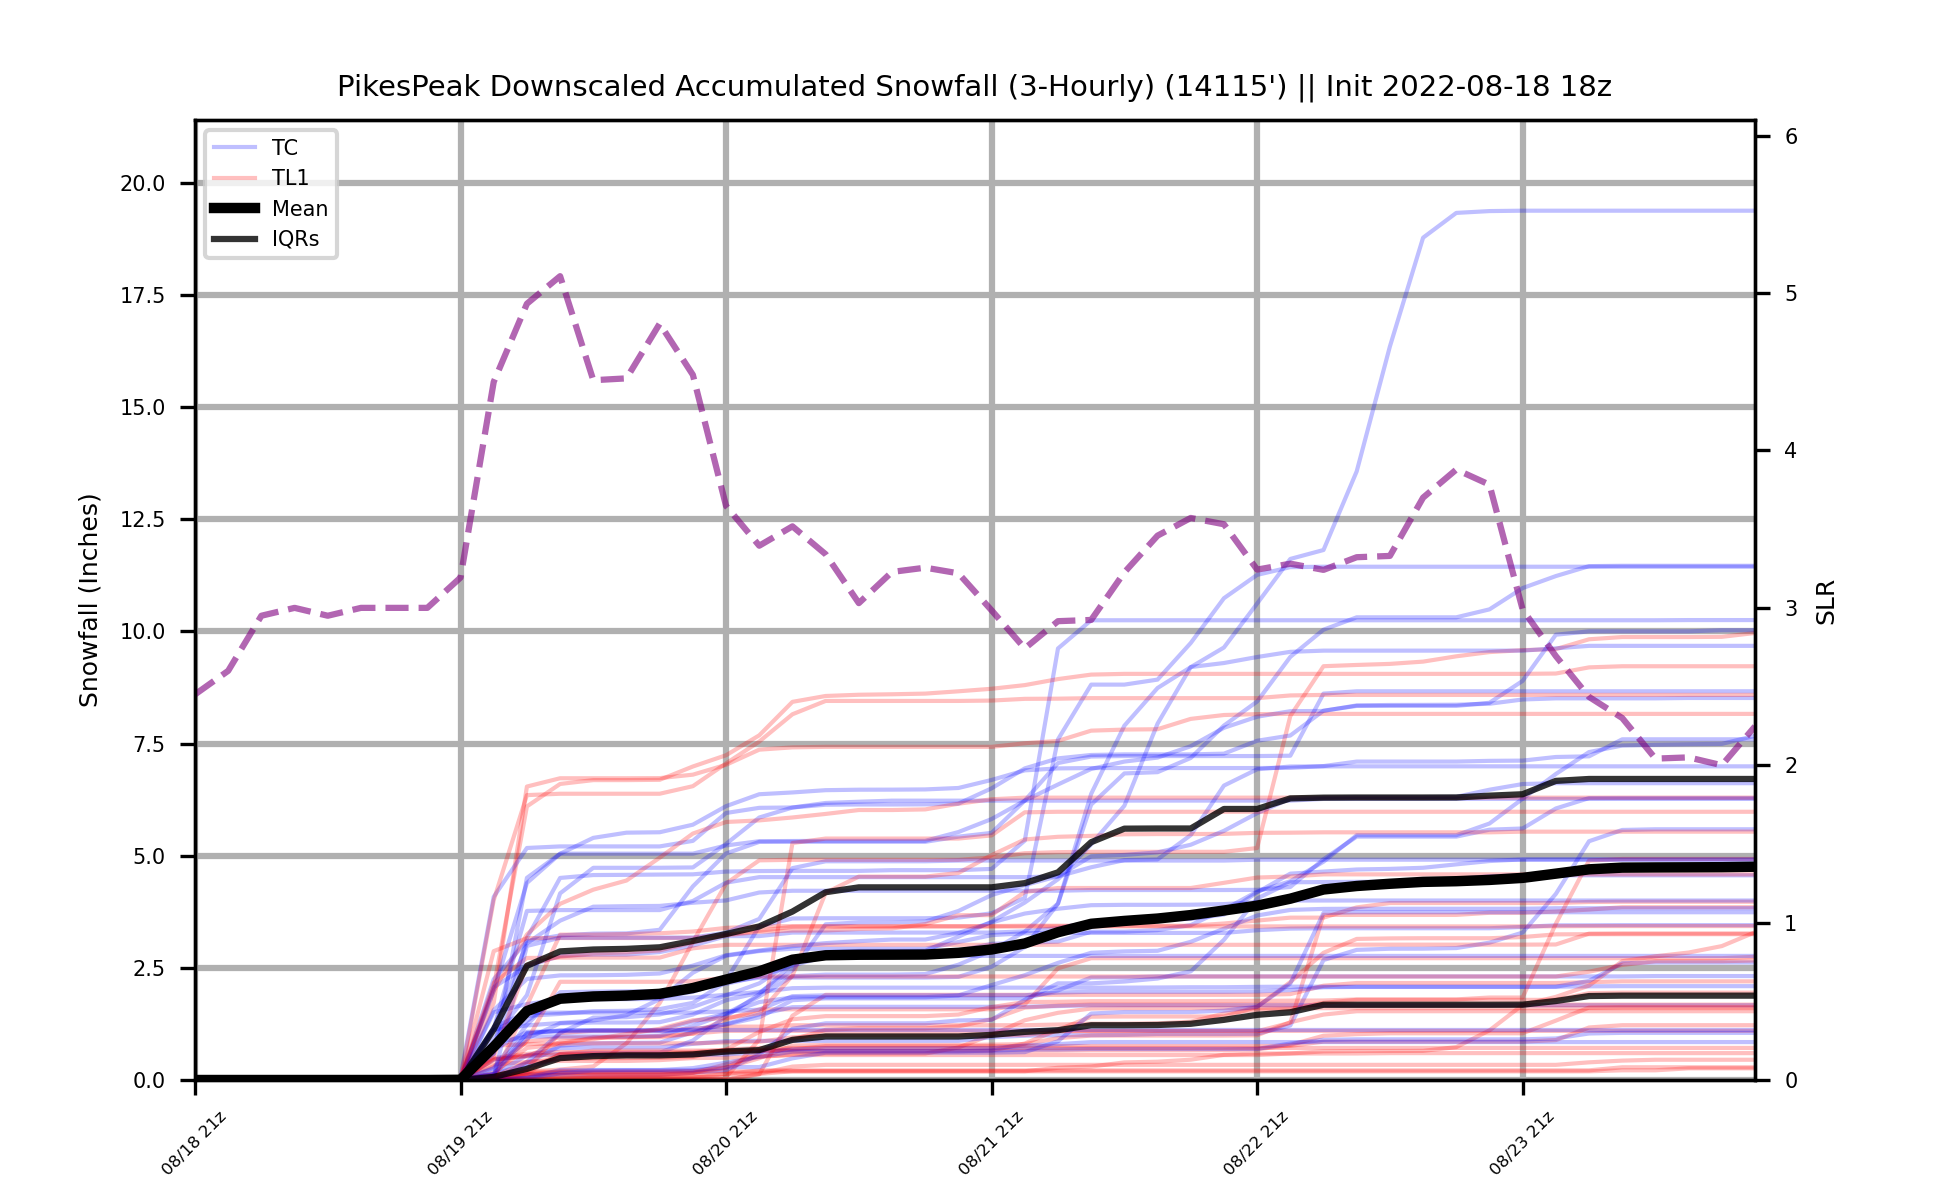 PikesPeak Downscaled Accumulated Snowfall (3-Hourly) (14115') || Init 2022-08-18 18z
TC
TL1
Mean
IQRs
20.0
17.5
15.0
12.5
10.0
7.5
5.0
2.5
0.0
Snowfall (Inches)
6
5
4
3
2
1
0
SLR
08/18 21z
08/19 21z
08/20 21z
08/21 21z
08/22 21z
08/23 21z